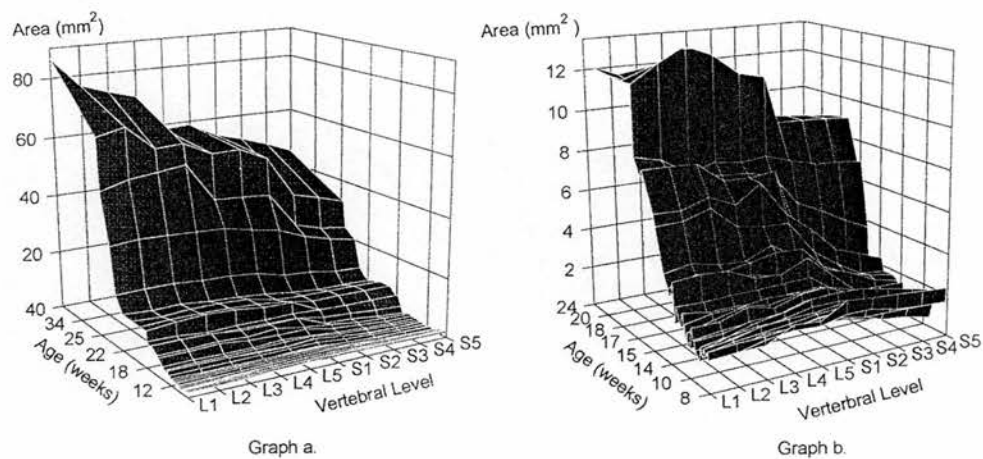 Area (mm²)
80
60
40
20
40
34
25
22
18
12
Age (weeks)
L1 L2 L3 L4 L5 S1 S2 S3 S4 S5
Vertebral Level
Graph a.
Area (mm²)
12
10
8
6
4
2
24
20
18
17
15
14
10
8
Age (weeks)
L1 L2 L3 L4 L5 S1 S2 S3 S4 S5
Verterbral Level
Graph b.